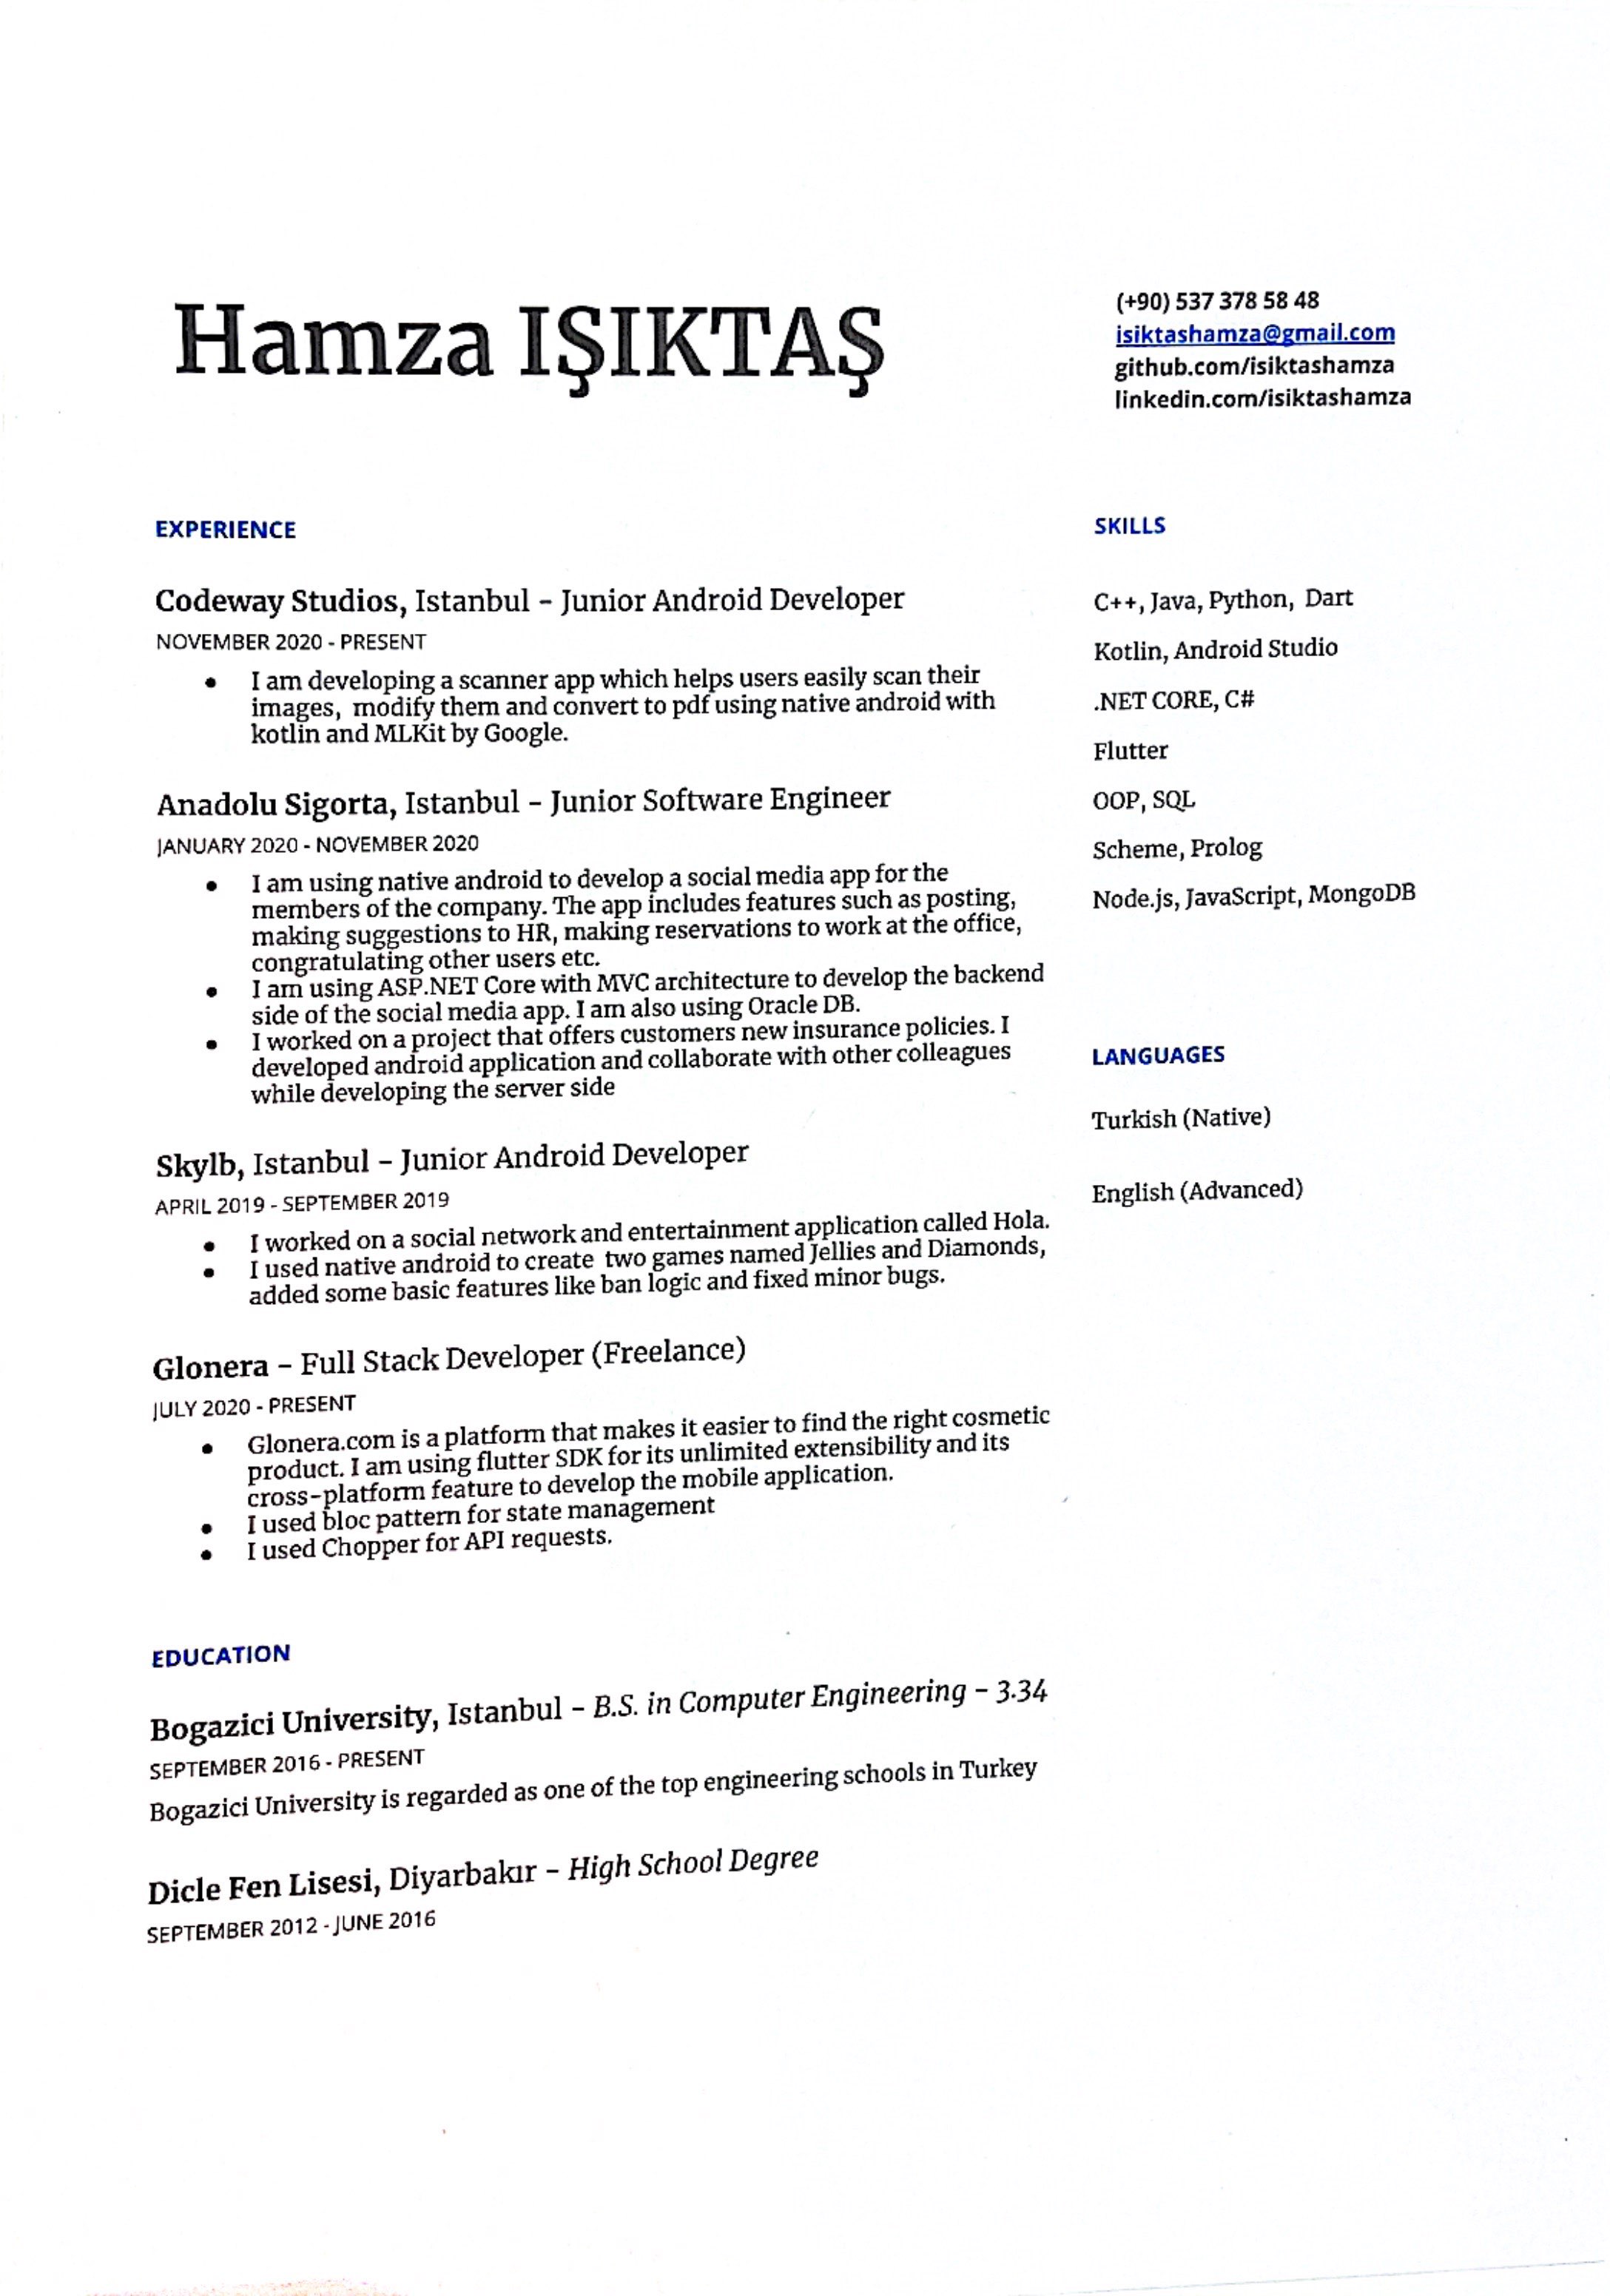 Hamza IŞIKTAŞ
(+90) 537 378 58 48
isiktashamza@gmail.com
github.com/isiktashamza
linkedin.com/isiktashamza
EXPERIENCE
Codeway Studios, Istanbul – Junior Android Developer
NOVEMBER 2020 - PRESENT
● I am developing a scanner app which helps users easily scan their
images, modify them and convert to pdf using native android with
kotlin and MLKit by Google.
Anadolu Sigorta, Istanbul – Junior Software Engineer
JANUARY 2020 - NOVEMBER 2020
● I am using native android to develop a social media app for the
members of the company. The app includes features such as posting,
making suggestions to HR, making reservations to work at the office,
congratulating other users etc.
● I am using ASP.NET Core with MVC architecture to develop the backend
side of the social media app. I am also using Oracle DB.
● I worked on a project that offers customers new insurance policies. I
developed android application and collaborate with other colleagues
while developing the server side
Skylb, Istanbul – Junior Android Developer
APRIL 2019 - SEPTEMBER 2019
● I worked on a social network and entertainment application called Hola.
● I used native android to create two games named Jellies and Diamonds,
added some basic features like ban logic and fixed minor bugs.
Glonera – Full Stack Developer (Freelance)
JULY 2020 - PRESENT
● Glonera.com is a platform that makes it easier to find the right cosmetic
product. I am using flutter SDK for its unlimited extensibility and its
cross-platform feature to develop the mobile application.
● I used bloc pattern for state management
● I used Chopper for API requests.
EDUCATION
Bogazici University, Istanbul – B.S. in Computer Engineering – 3.34
SEPTEMBER 2016 - PRESENT
Bogazici University is regarded as one of the top engineering schools in Turkey
Dicle Fen Lisesi, Diyarbakır – High School Degree
SEPTEMBER 2012 - JUNE 2016
SKILLS
C++, Java, Python, Dart
Kotlin, Android Studio
.NET CORE, C#
Flutter
OOP, SQL
Scheme, Prolog
Node.js, JavaScript, MongoDB
LANGUAGES
Turkish (Native)
English (Advanced)